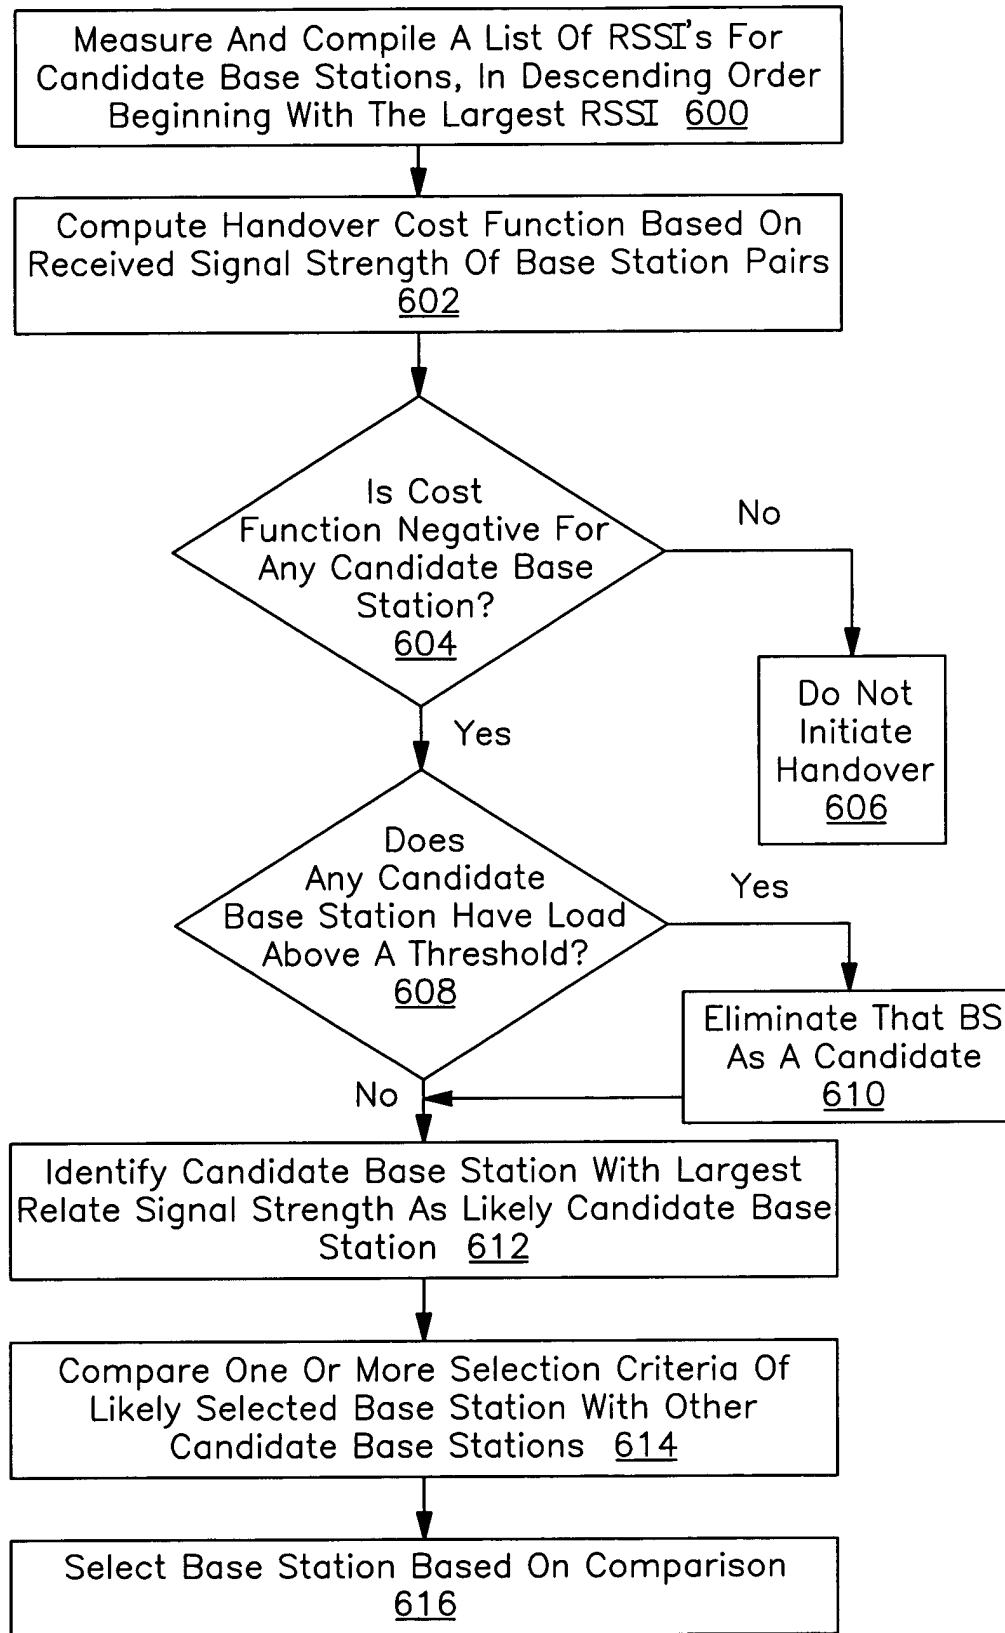 Measure And Compile A List Of RSSI's For
Candidate Base Stations, In Descending Order
Beginning With The Largest RSSI 600
Compute Handover Cost Function Based On
Received Signal Strength Of Base Station Pairs
602
Is Cost
Function Negative For
Any Candidate Base
Station?
604
No
Do Not
Initiate
Handover
606
Yes
Does
Any Candidate
Base Station Have Load
Above A Threshold?
608
Yes
Eliminate That BS
As A Candidate
610
No
Identify Candidate Base Station With Largest
Relate Signal Strength As Likely Candidate Base
Station 612
Compare One Or More Selection Criteria Of
Likely Selected Base Station With Other
Candidate Base Stations 614
Select Base Station Based On Comparison
616